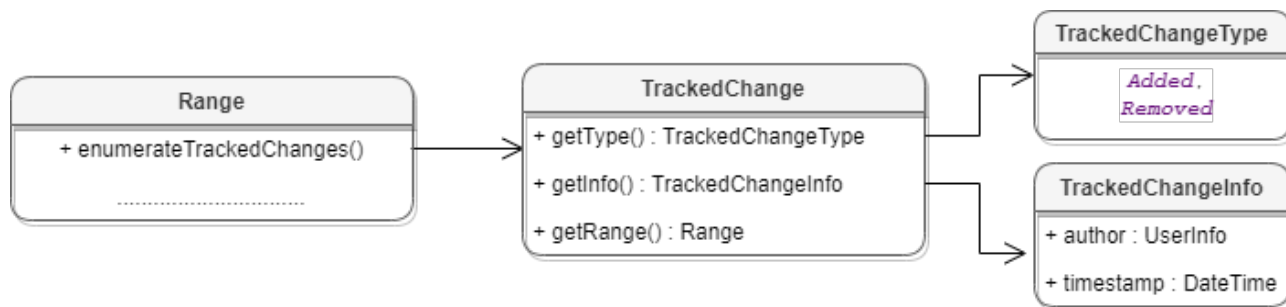 Range
+ enumerateTrackedChanges()
...............................
TrackedChange
+ getType() : TrackedChangeType
+ getInfo() : TrackedChangeInfo
+ getRange() : Range
TrackedChangeType
Added,
Removed
TrackedChangeInfo
+ author : UserInfo
+ timestamp : DateTime